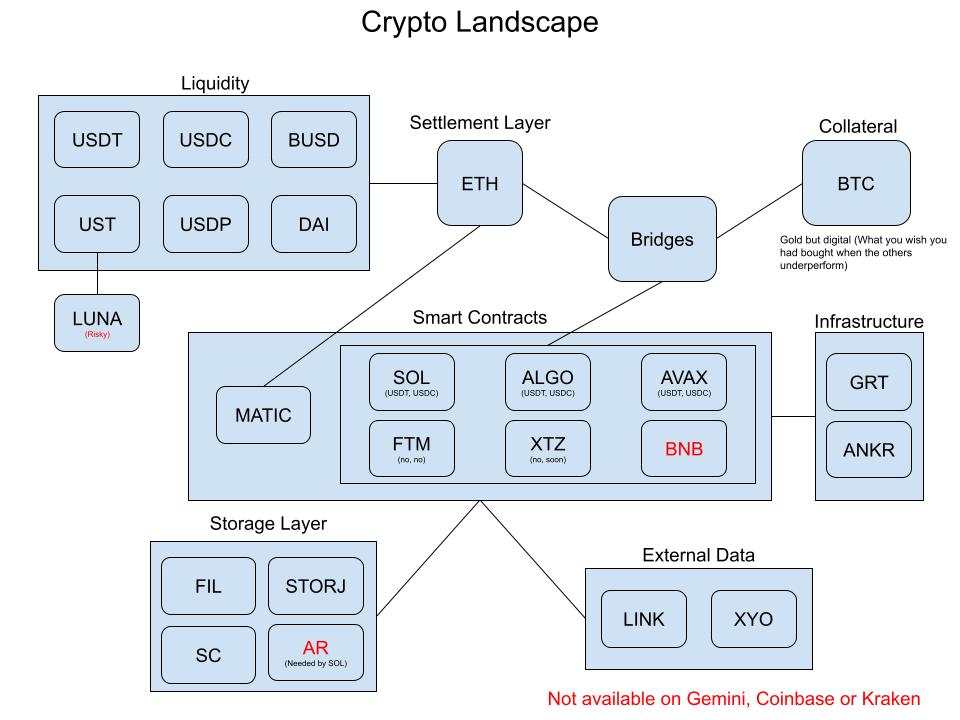 Crypto Landscape
Liquidity
USDT
USDC
BUSD
UST
USDP
DAI
LUNA
(Risky)
Settlement Layer
ETH
Bridges
Collateral
BTC
Gold but digital (What you wish you
had bought when the others
underperform)
Smart Contracts
MATIC
SOL
(USDT, USDC)
ALGO
(USDT, USDC)
AVAX
(USDT, USDC)
FTM
(no, no)
XTZ
(no, soon)
BNB
Infrastructure
GRT
ANKR
Storage Layer
FIL
STORJ
SC
AR
(Needed by SOL)
External Data
LINK
XYO
Not available on Gemini, Coinbase or Kraken